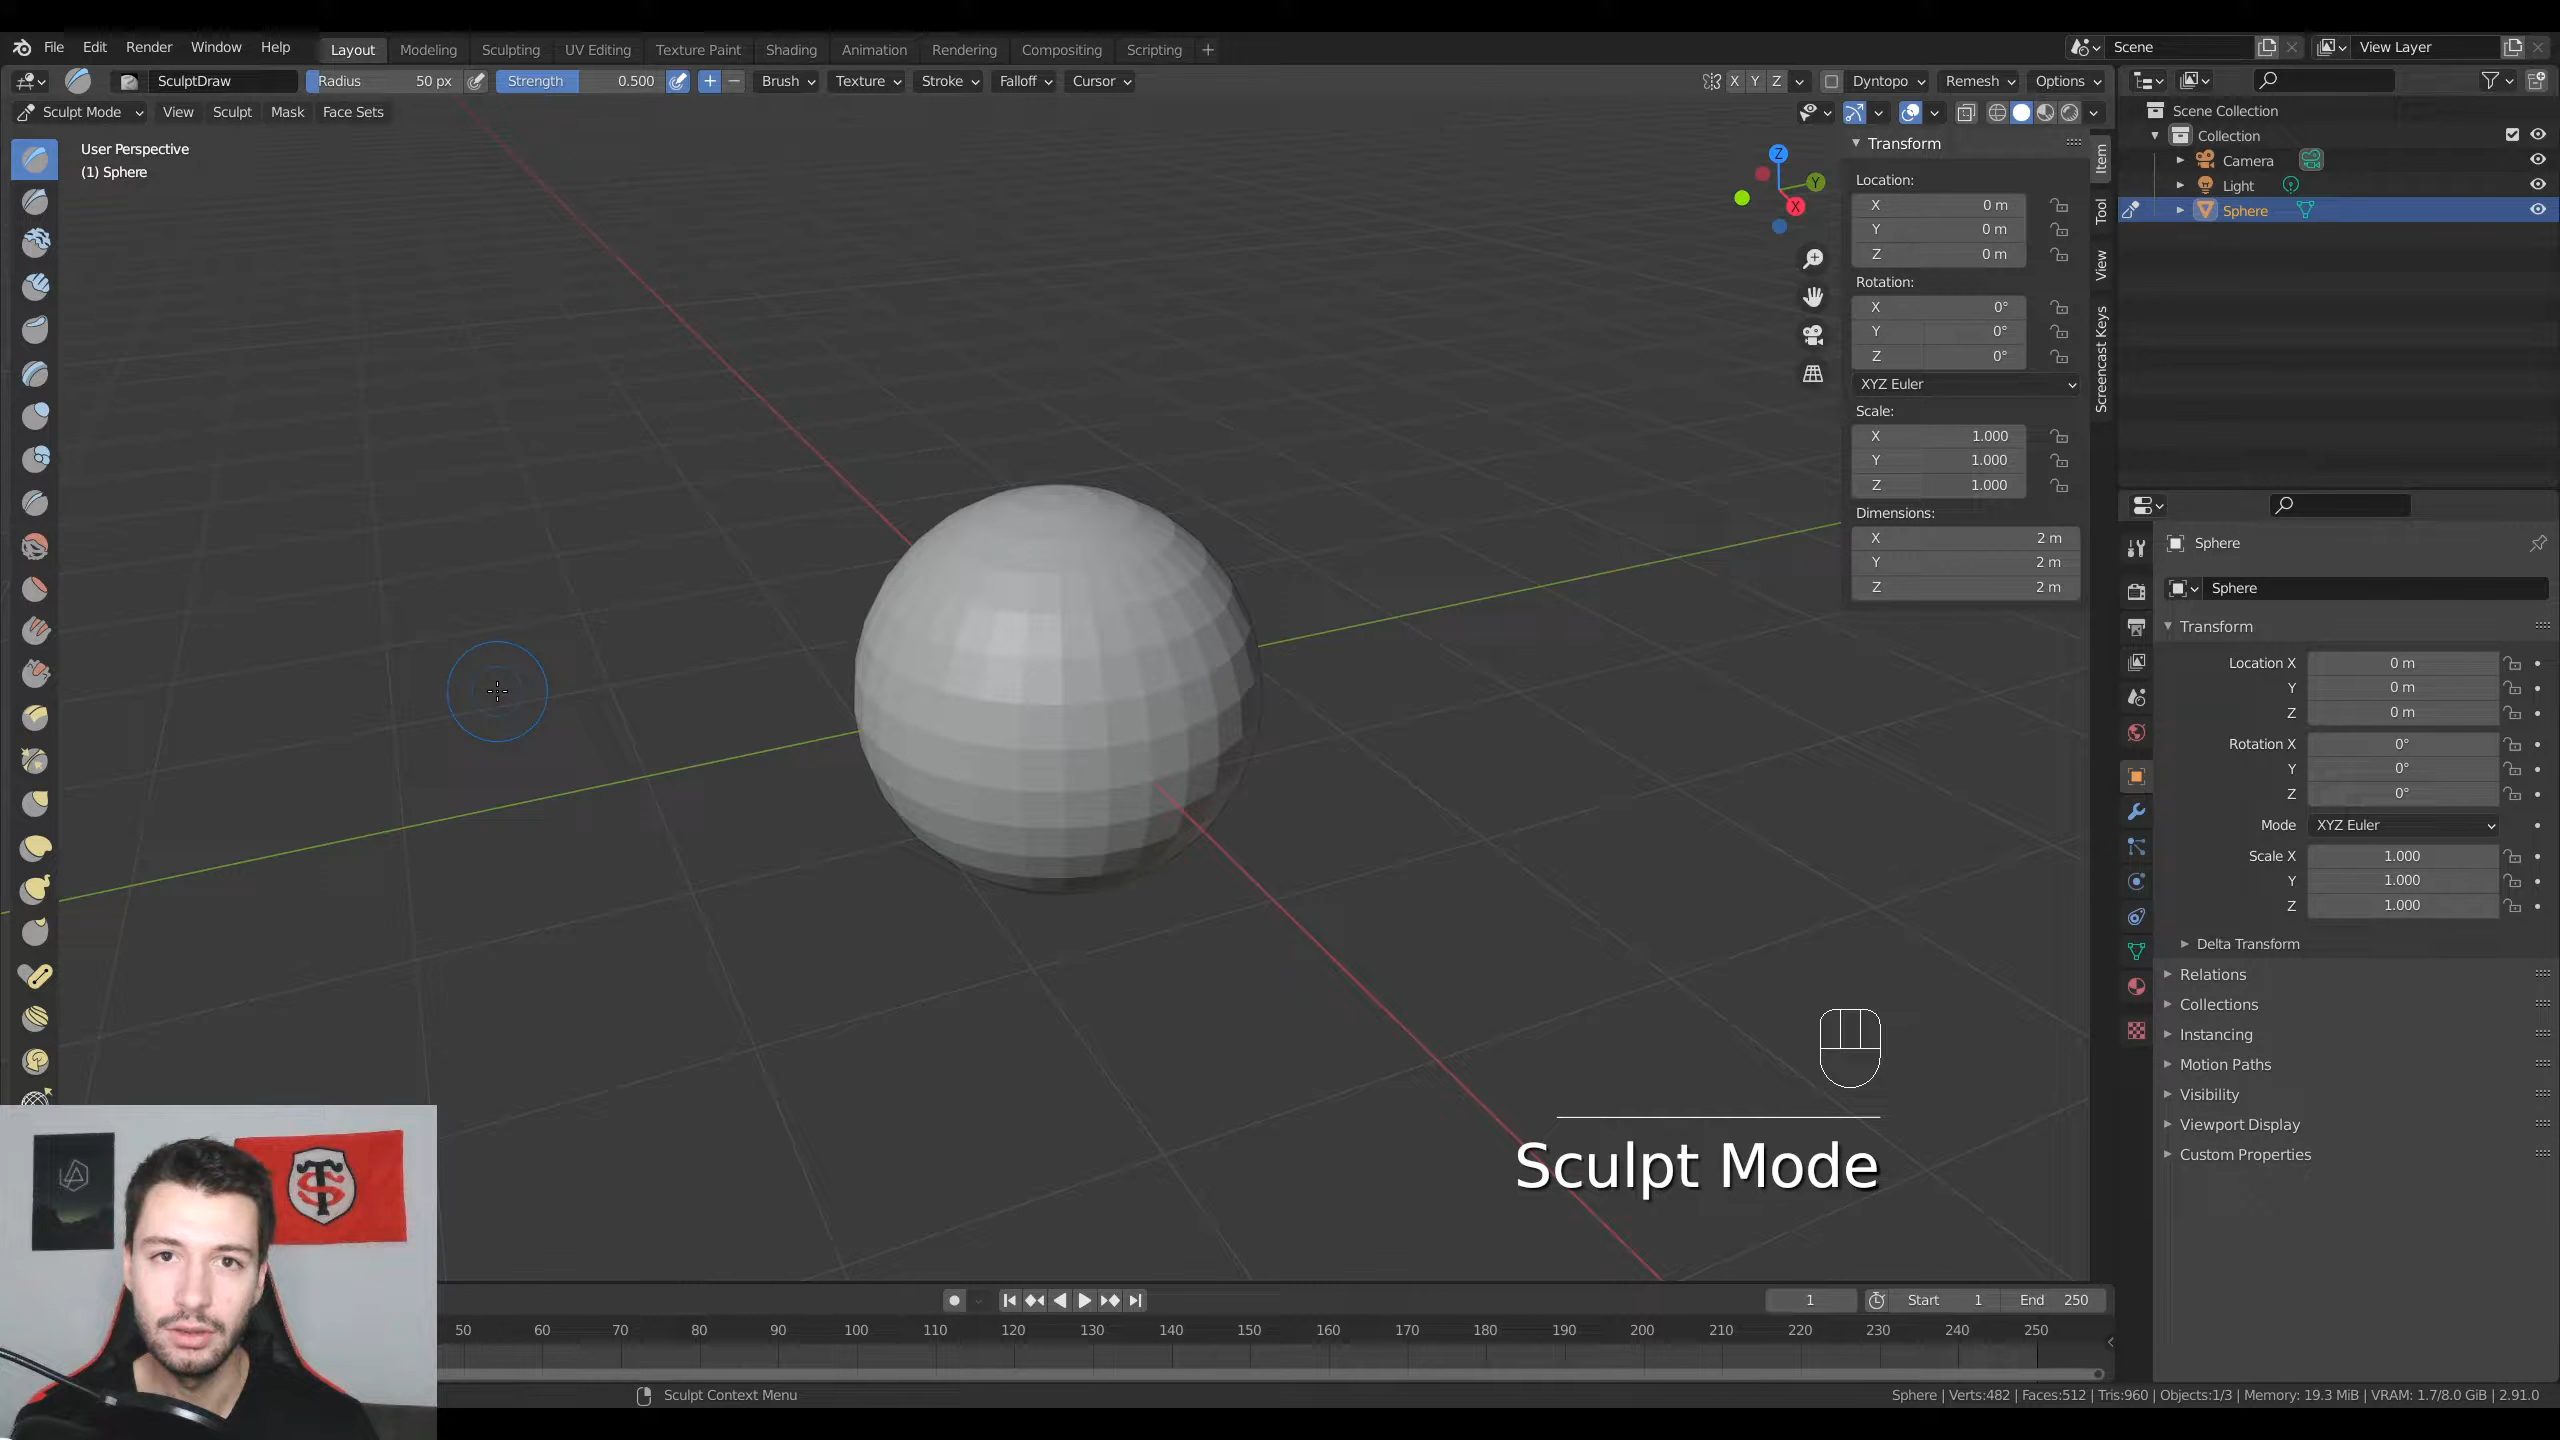 File Edit Render Window Help Layout Modeling Sculpting UV Editing Texture Paint Shading Animation Rendering Compositing Scripting + Scene View Layer
SculptDraw Radius 50 px Strength 0.500 Brush Texture Stroke Falloff Cursor X Y Z Dyntopo Remesh Options
Sculpt Mode View Sculpt Mask Face Sets
User Perspective
(1) Sphere
Z
Y
X
Transform
Location:
X 0 m
Y 0 m
Z 0 m
Rotation:
X 0°
Y 0°
Z 0°
XYZ Euler
Scale:
X 1.000
Y 1.000
Z 1.000
Dimensions:
X 2 m
Y 2 m
Z 2 m
Item
Tool
View
Screencast Keys
Scene Collection
Collection
Camera
Light
Sphere
Sphere
Sphere
Transform
Location X 0 m
Y 0 m
Z 0 m
Rotation X 0°
Y 0°
Z 0°
Mode XYZ Euler
Scale X 1.000
Y 1.000
Z 1.000
Delta Transform
Relations
Collections
Instancing
Motion Paths
Visibility
Viewport Display
Custom Properties
Sculpt Mode
1 Start 1 End 250
50 60 70 80 90 100 110 120 130 140 150 160 170 180 190 200 210 220 230 240 250
Sculpt Context Menu
Sphere | Verts:482 | Faces:512 | Tris:960 | Objects:1/3 | Memory: 19.3 MiB | VRAM: 1.7/8.0 GiB | 2.91.0